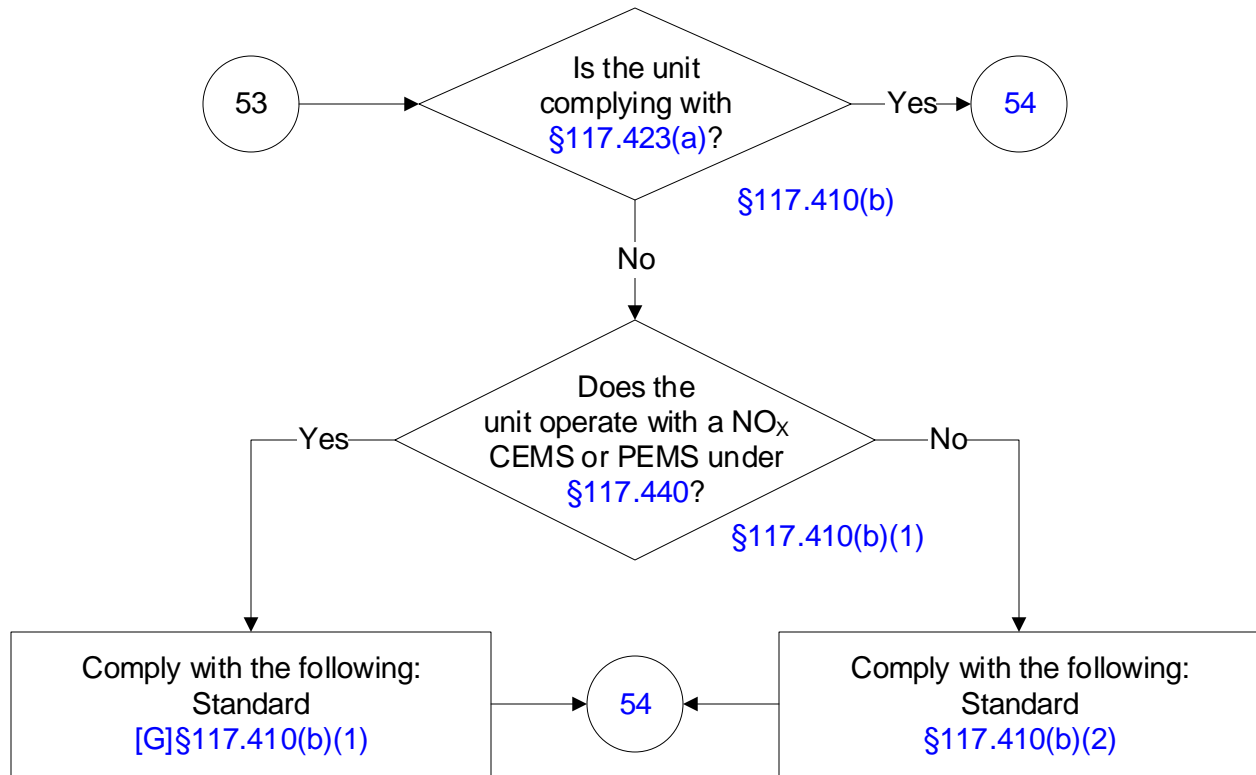 53
Is the unit
complying with
§117.423(a)?
Yes
54
§117.410(b)
No
Does the
unit operate with a NOX
CEMS or PEMS under
§117.440?
Yes
No
§117.410(b)(1)
Comply with the following:
Standard
[G]§117.410(b)(1)
54
Comply with the following:
Standard
§117.410(b)(2)